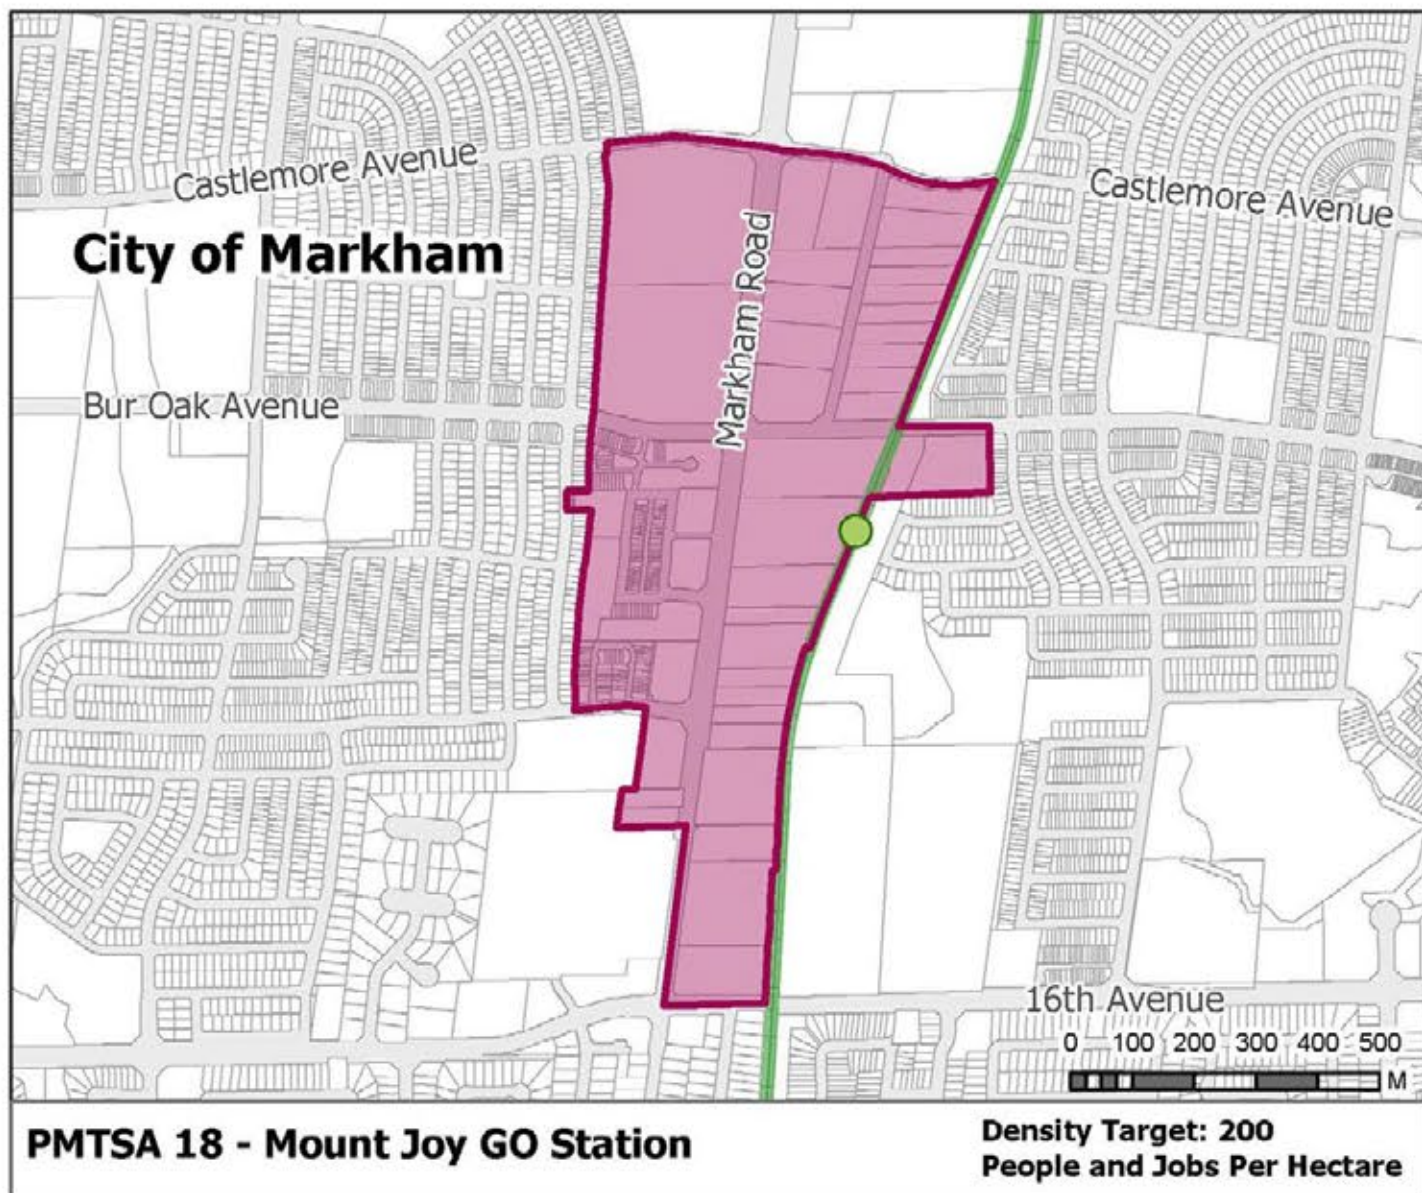 Castlemore Avenue
Castlemore Avenue
City of Markham
Markham Road
Bur Oak Avenue
16th Avenue
0 100 200 300 400 500
M
PMTSA 18 - Mount Joy GO Station
Density Target: 200
People and Jobs Per Hectare